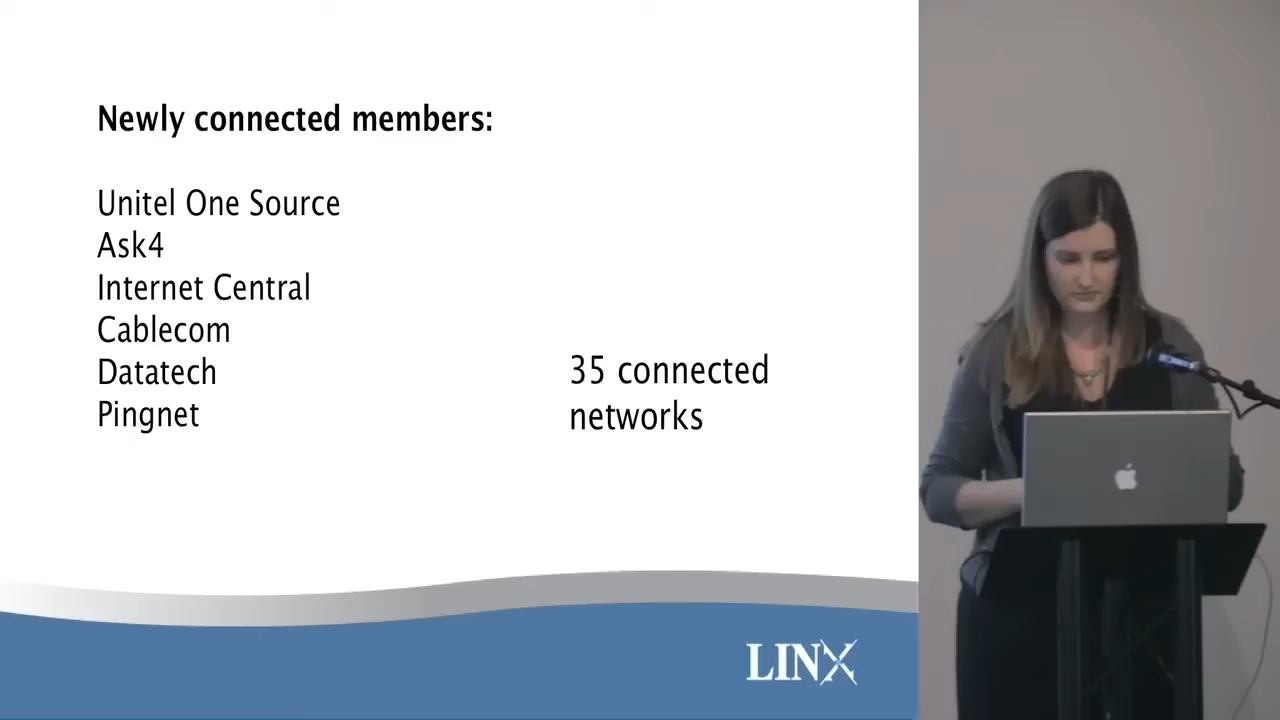 Newly connected members:
Unitel One Source
Ask4
Internet Central
Cablecom
Datatech
Pingnet
35 connected
networks
LINX